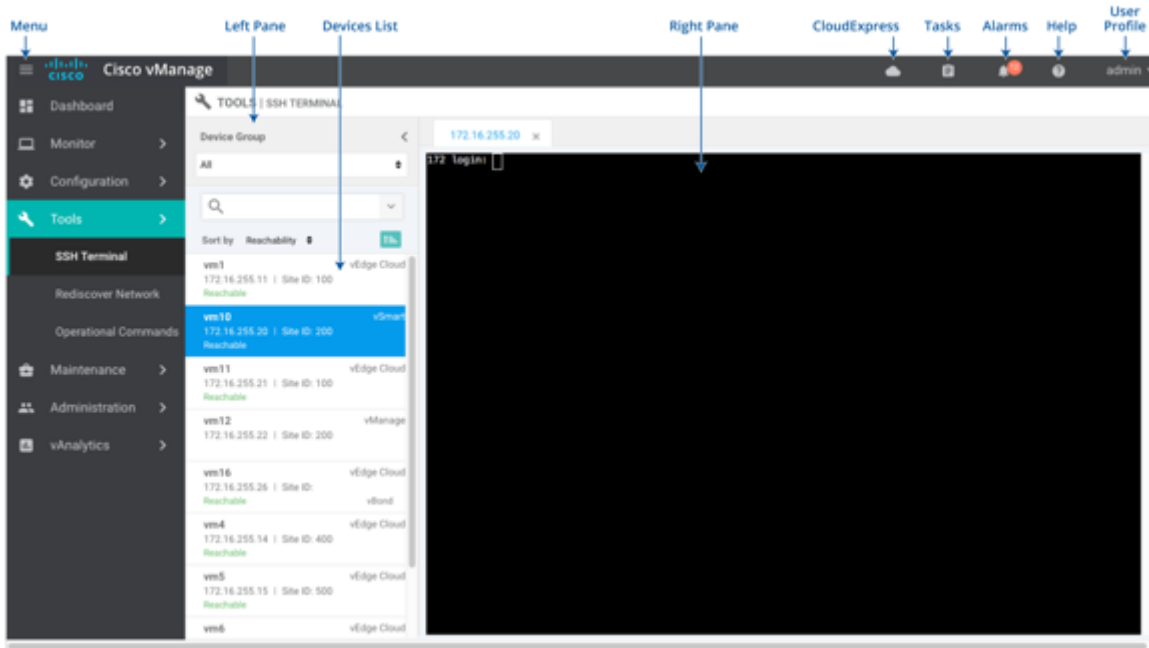 Menu
Left Pane
Devices List
Right Pane
CloudExpress
Tasks
Alarms
Help
User
Profile
CISCO
Cisco vManage
admin
Dashboard
Monitor
Configuration
Tools
SSH Terminal
Rediscover Network
Operational Commands
Maintenance
Administration
vAnalytics
TOOLS | SSH TERMINAL
Device Group
All
Sort by Reachability
vm1 vEdge Cloud
172.16.255.11 | Site ID: 100
Reachable
vm10 vSmart
172.16.255.20 | Site ID: 200
Reachable
vm11 vEdge Cloud
172.16.255.21 | Site ID: 100
Reachable
vm12 vManage
172.16.255.22 | Site ID: 200
vm16 vEdge Cloud
172.16.255.26 | Site ID:
Reachable vBond
vm4 vEdge Cloud
172.16.255.14 | Site ID: 400
Reachable
vm5 vEdge Cloud
172.16.255.15 | Site ID: 500
Reachable
vm6 vEdge Cloud
172.16.255.20 ×
172 login: